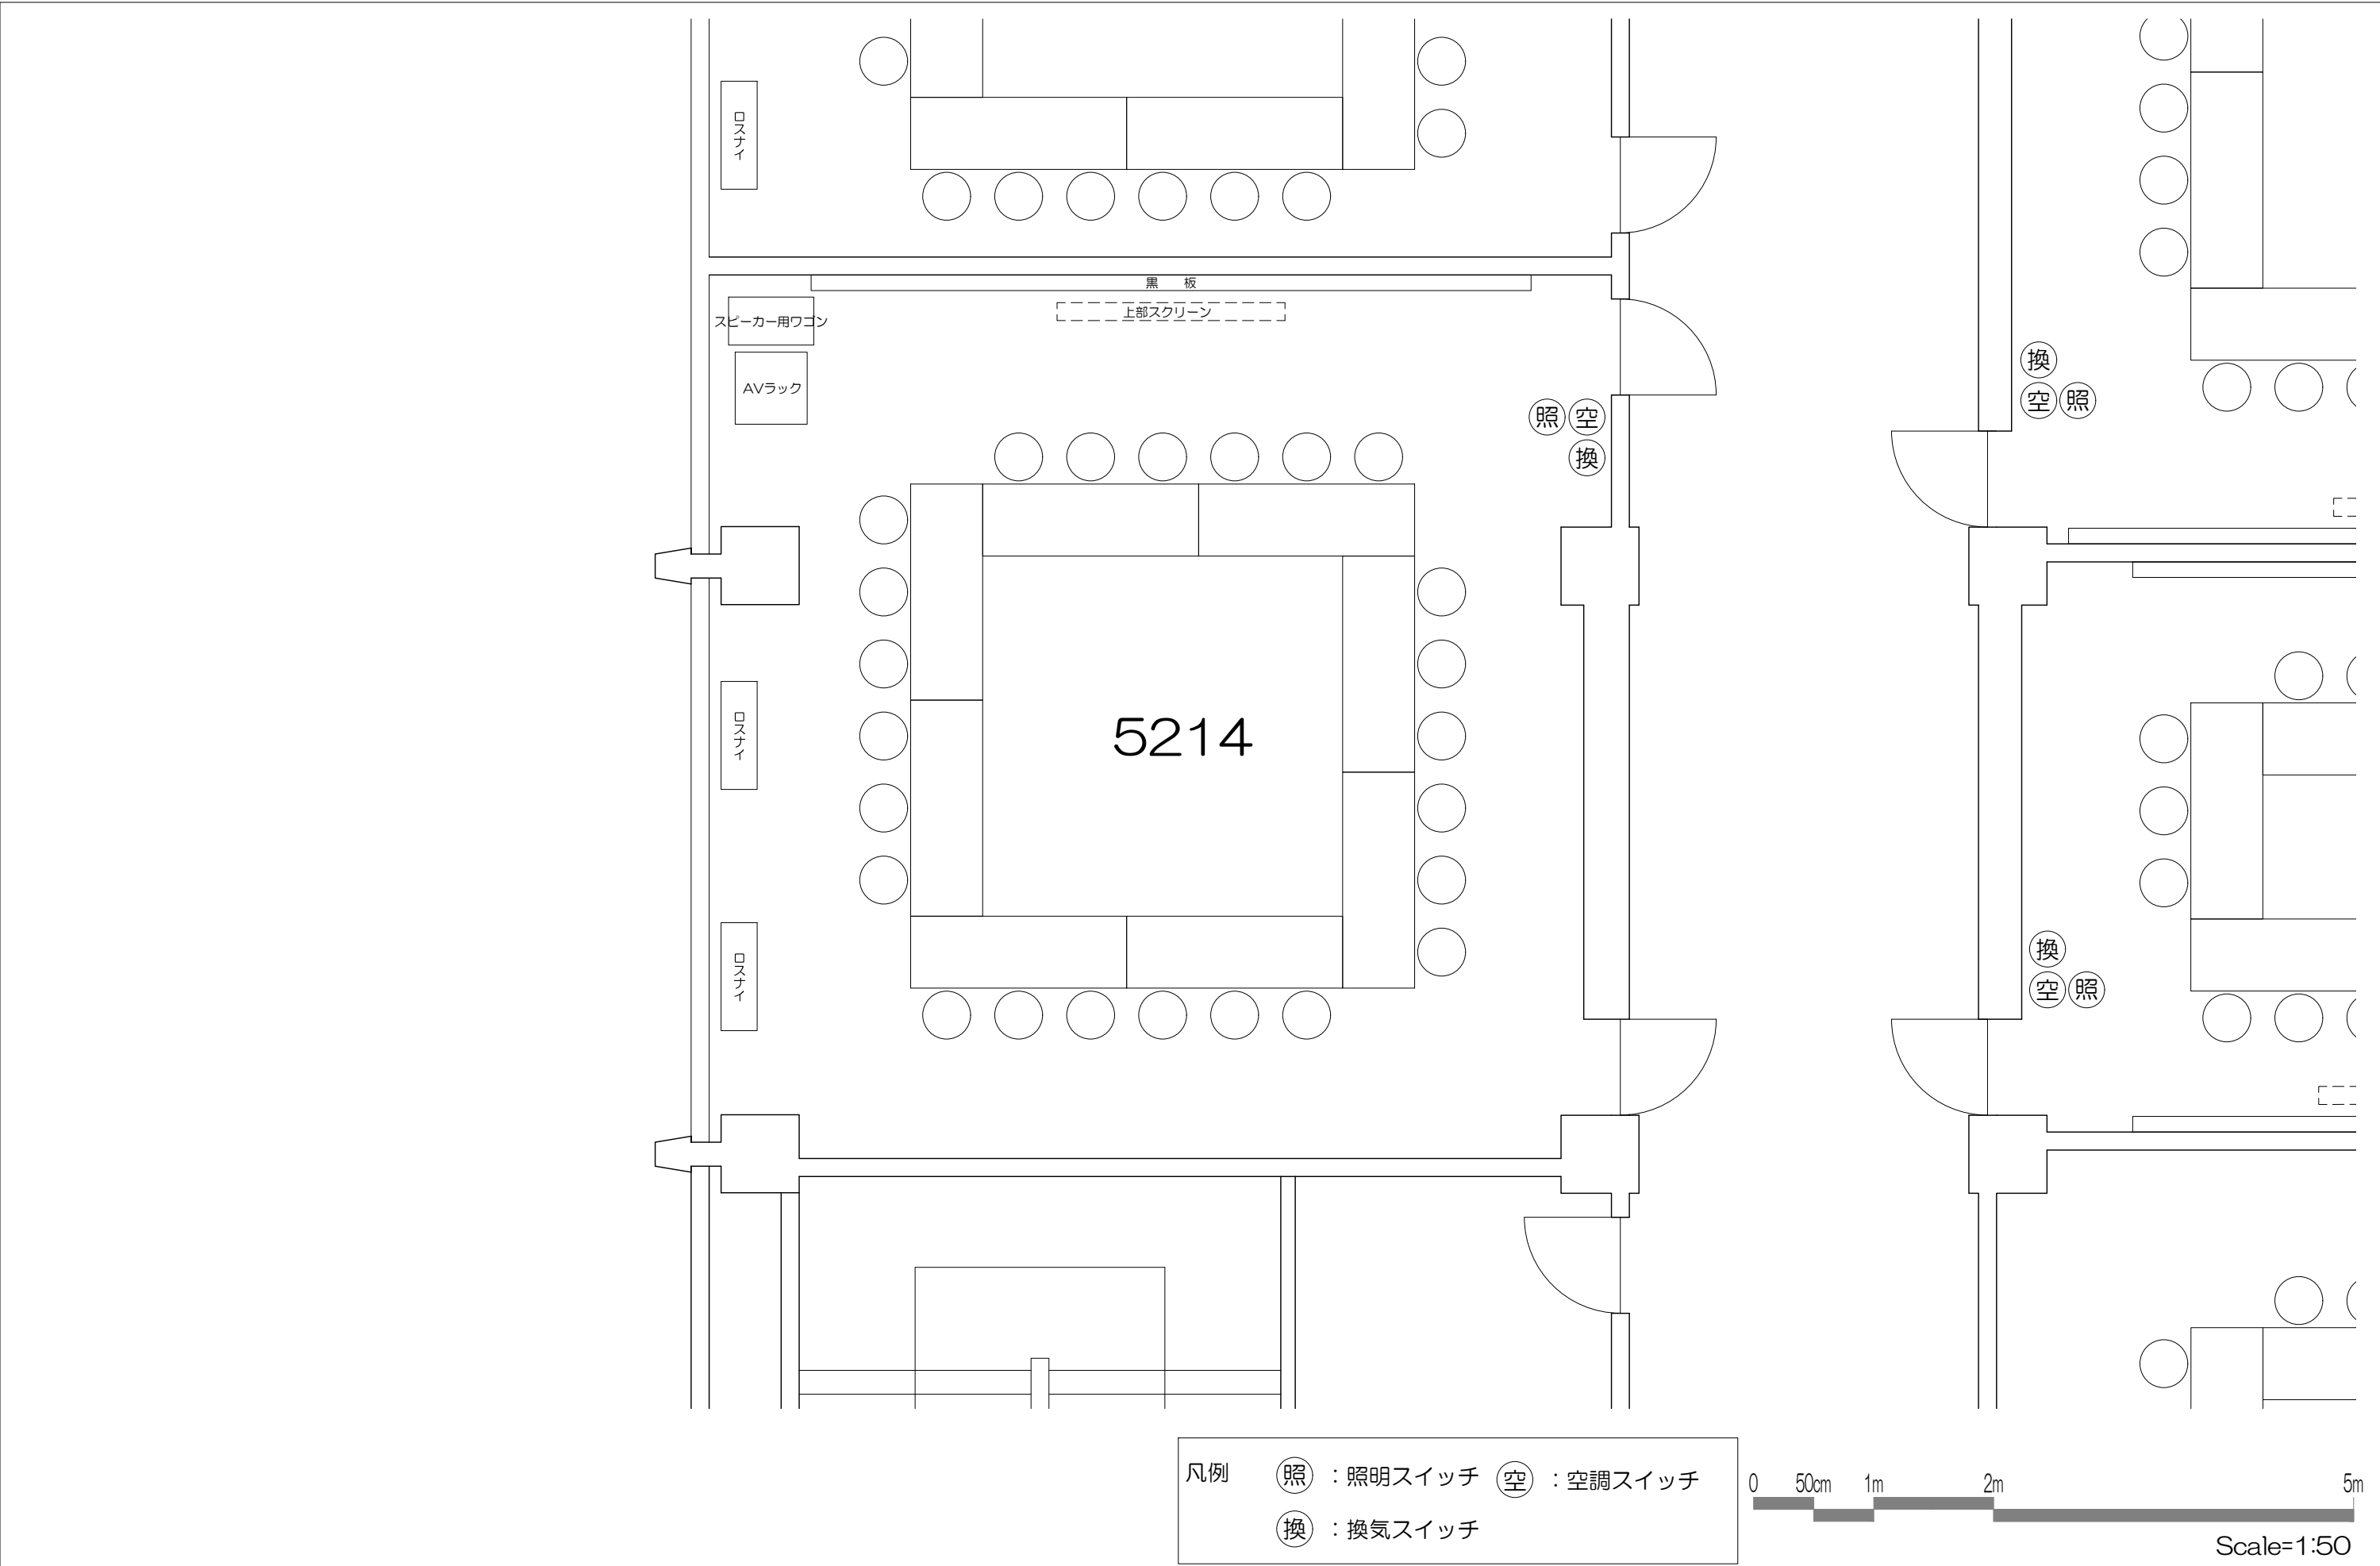 ロスナイ
黒 板
上部スクリーン
スピーカー用ワゴン
AVラック
照 空
換
換
空 照
ロスナイ
5214
ロスナイ
換
空 照
凡例 照 :照明スイッチ 空 :空調スイッチ
換 :換気スイッチ
0 50cm 1m 2m 5m
Scale=1:50